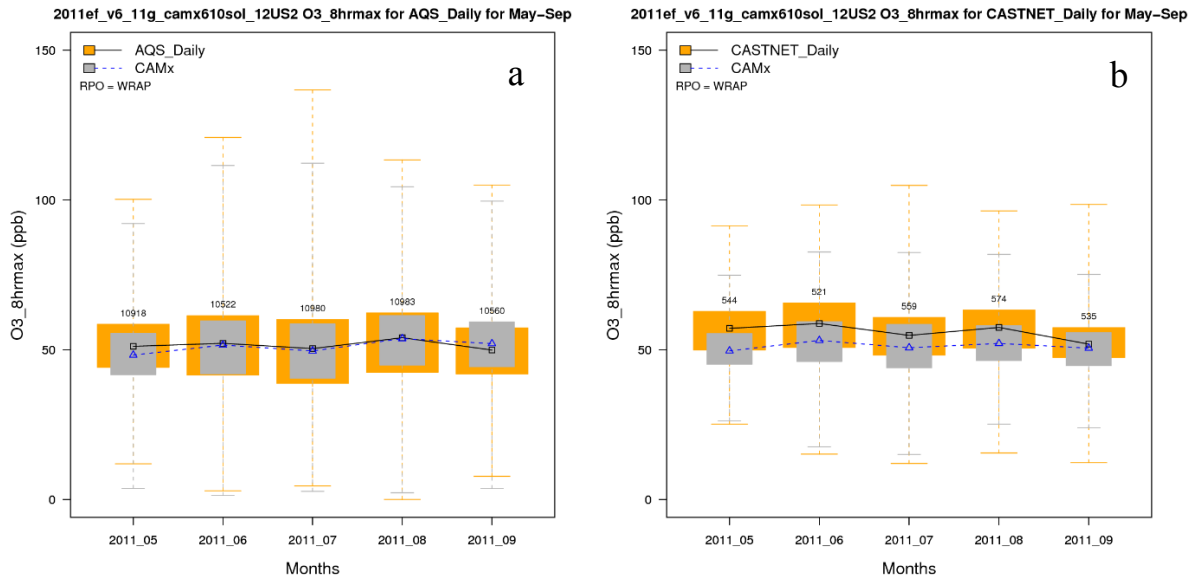 2011ef_v6_11g_camx610sol_12US2 O3_8hrmax for AQS_Daily for May-Sep
AQS_Daily
CAMx
RPO = WRAP
a
150
100
50
0
O3_8hrmax (ppb)
10918
10522
10980
10983
10560
2011_05
2011_06
2011_07
2011_08
2011_09
Months
2011ef_v6_11g_camx610sol_12US2 O3_8hrmax for CASTNET_Daily for May-Sep
CASTNET_Daily
CAMx
RPO = WRAP
b
150
100
50
0
O3_8hrmax (ppb)
544
521
559
574
535
2011_05
2011_06
2011_07
2011_08
2011_09
Months